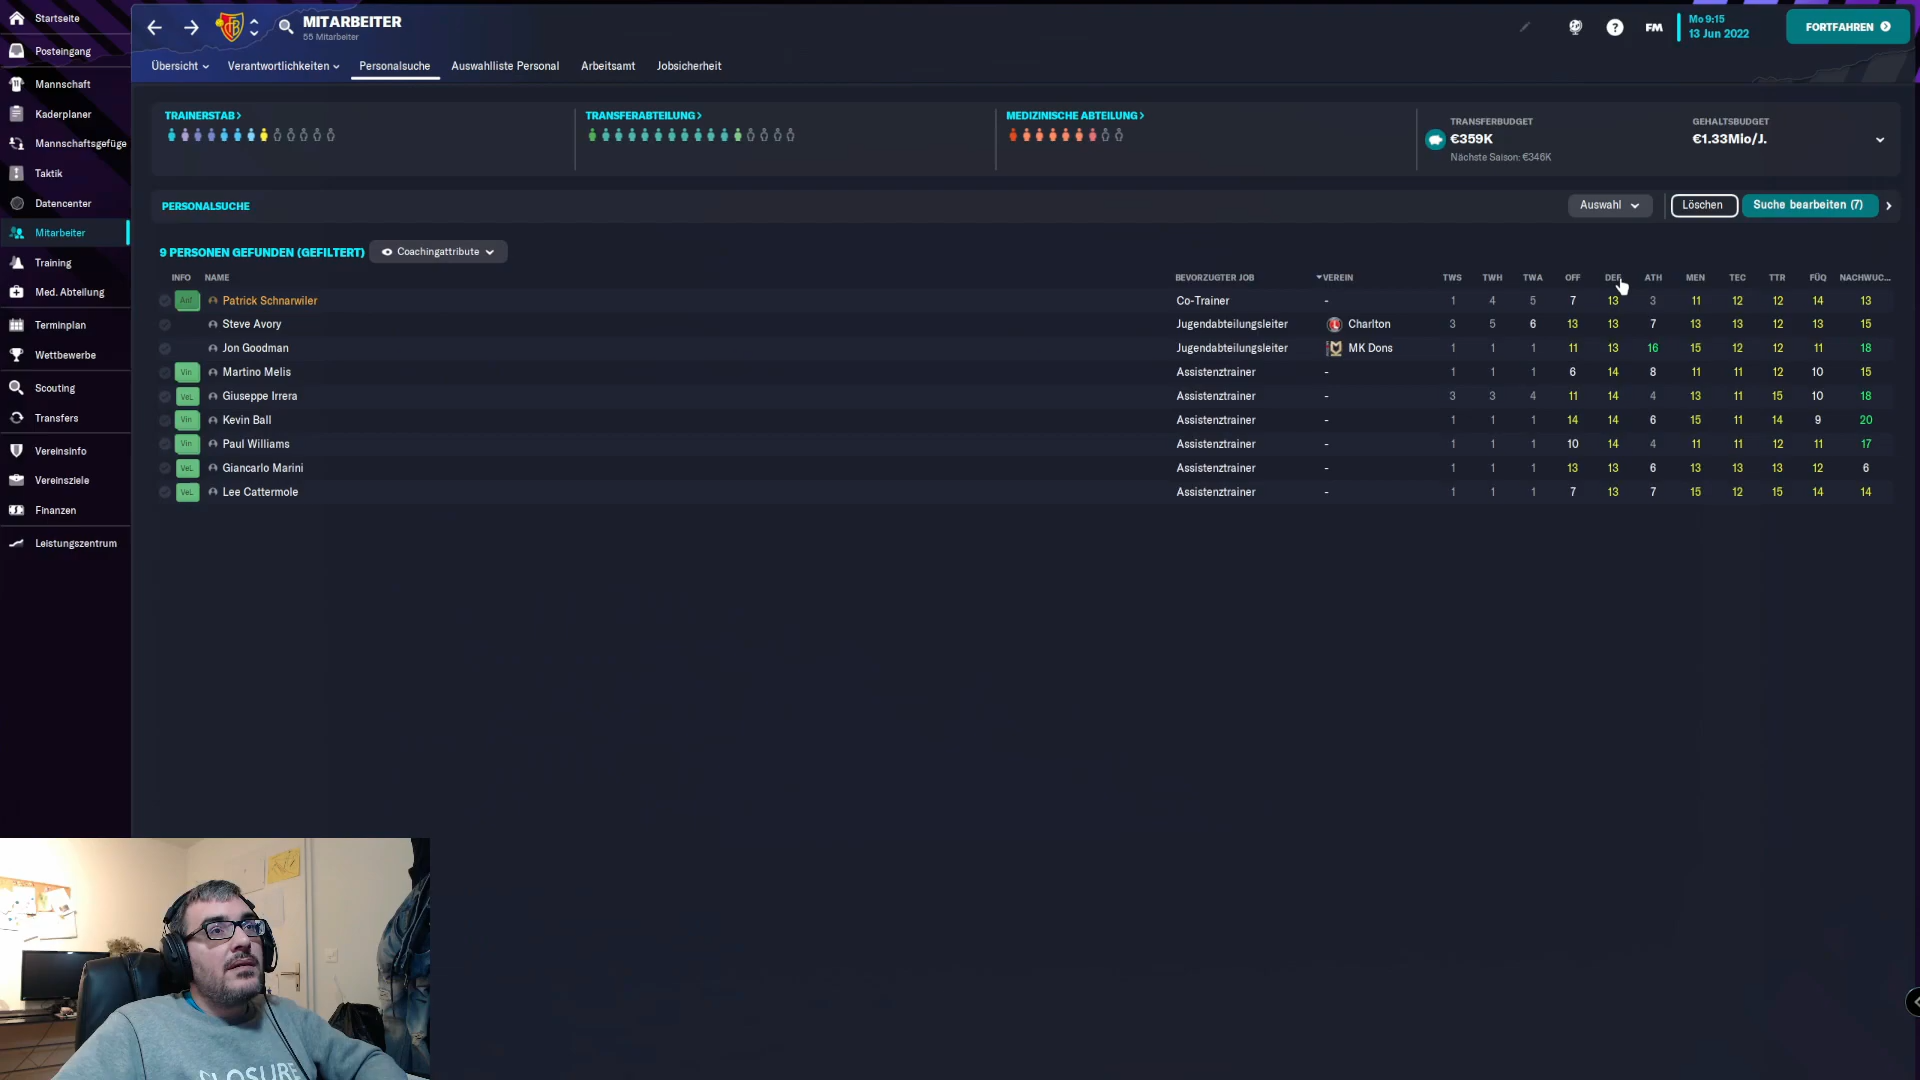 Startseite
Posteingang
Mannschaft
Kaderplaner
Mannschaftsgefüge
Taktik
Datencenter
Mitarbeiter
Training
Med. Abteilung
Terminplan
Wettbewerbe
Scouting
Transfers
Vereinsinfo
Vereinsziele
Finanzen
Leistungszentrum
MITARBEITER
55 Mitarbeiter
FM
Mo 9:15
13 Jun 2022
FORTFAHREN
Übersicht Verantwortlichkeiten Personalsuche Auswahlliste Personal Arbeitsamt Jobsicherheit
TRAINERSTAB>
TRANSFERABTEILUNG>
MEDIZINISCHE ABTEILUNG>
TRANSFERBUDGET
€359K
Nächste Saison: €346K
GEHALTSBUDGET
€1.33Mio/J.
PERSONALSUCHE
Auswahl
Löschen
Suche bearbeiten (7)
9 PERSONEN GEFUNDEN (GEFILTERT) Coachingattribute
INFO NAME BEVORZUGTER JOB VEREIN TWS TWH TWA OFF DEF ATH MEN TEC TTR FÜQ NACHWUC...
Anf Patrick Schnarwiler Co-Trainer - 1 4 5 7 13 3 11 12 12 14 13
Steve Avory Jugendabteilungsleiter Charlton 3 5 6 13 13 7 13 13 12 13 15
Jon Goodman Jugendabteilungsleiter MK Dons 1 1 1 11 13 16 15 12 12 11 18
Vin Martino Melis Assistenztrainer - 1 1 1 6 14 8 11 11 12 10 15
VeL Giuseppe Irrera Assistenztrainer - 3 3 4 11 14 4 13 11 15 10 18
Vin Kevin Ball Assistenztrainer - 1 1 1 14 14 6 15 11 14 9 20
Vin Paul Williams Assistenztrainer - 1 1 1 10 14 4 11 11 12 11 17
VeL Giancarlo Marini Assistenztrainer - 1 1 1 13 13 6 13 13 13 12 6
VeL Lee Cattermole Assistenztrainer - 1 1 1 7 13 7 15 12 15 14 14